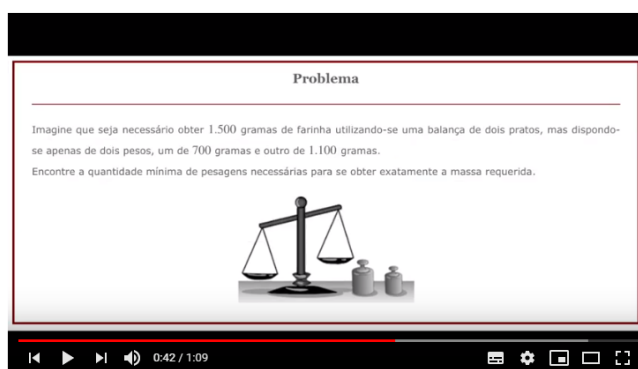 Problema
Imagine que seja necessário obter 1.500 gramas de farinha utilizando-se uma balança de dois pratos, mas dispondo-
se apenas de dois pesos, um de 700 gramas e outro de 1.100 gramas.
Encontre a quantidade mínima de pesagens necessárias para se obter exatamente a massa requerida.
0:42 / 1:09